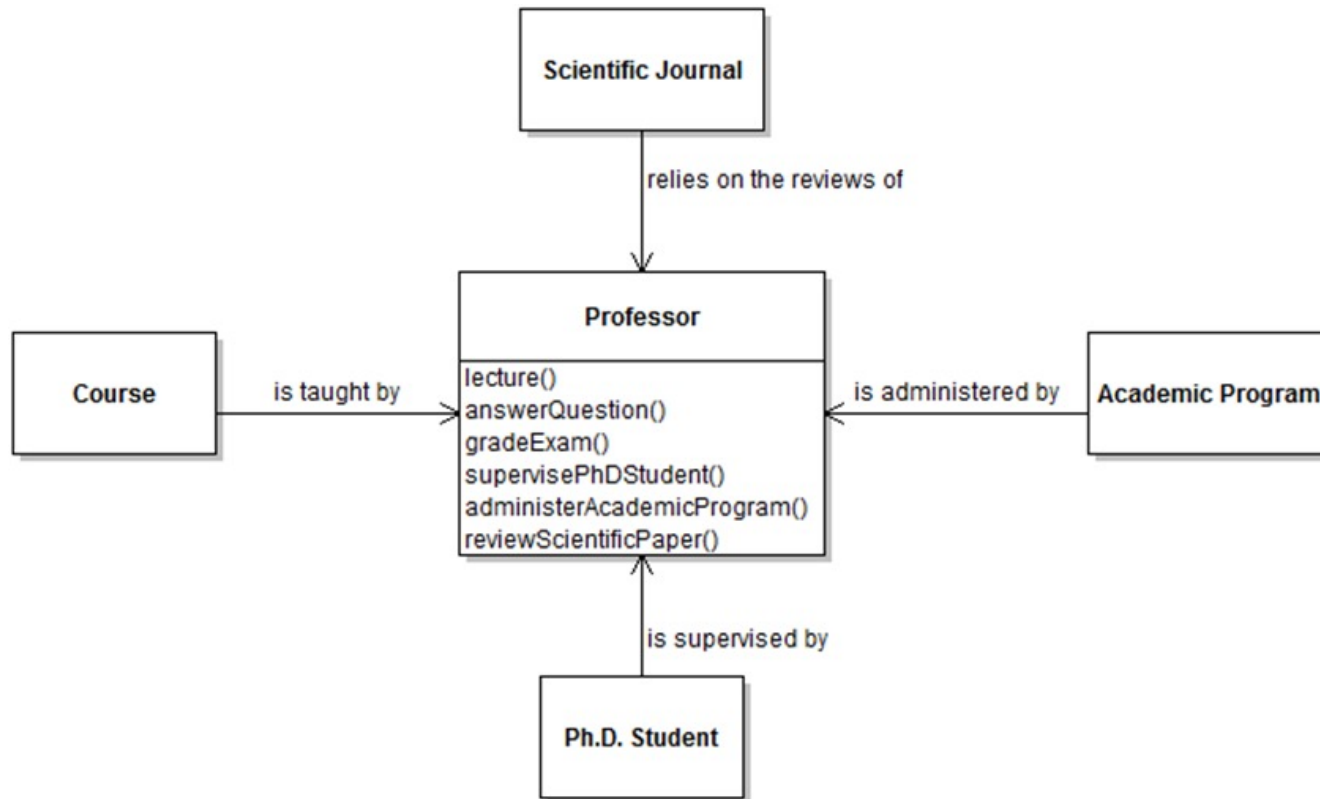 Scientific Journal
relies on the reviews of
Professor
lecture()
answerQuestion()
gradeExam()
supervisePhDStudent()
administerAcademicProgram()
reviewScientificPaper()
Course
is taught by
is administered by
Academic Program
is supervised by
Ph.D. Student